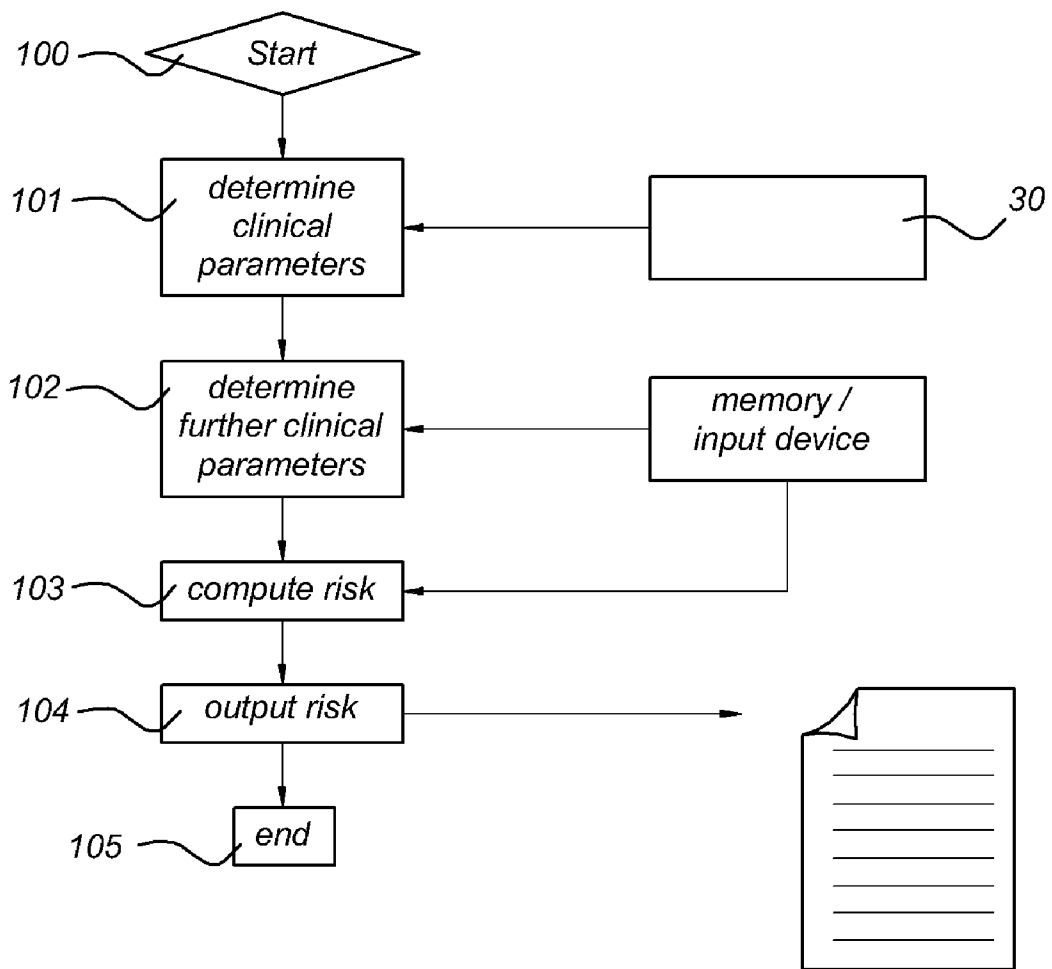 100
Start
101
determine
clinical
parameters
30
102
determine
further clinical
parameters
memory /
input device
103
compute risk
104
output risk
105
end